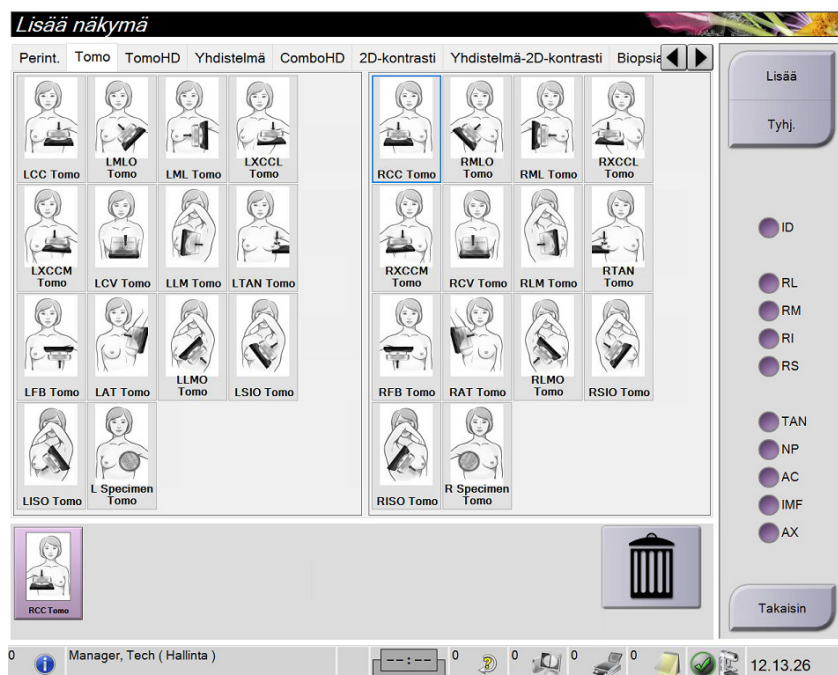 Lisää näkymä
Perint. Tomo TomoHD Yhdistelmä ComboHD 2D-kontrasti Yhdistelmä-2D-kontrasti Biopsia
LCC Tomo
LMLO
Tomo
LML Tomo
LXCCL
Tomo
LXCCM
Tomo
LCV Tomo
LLM Tomo
LTAN Tomo
LFB Tomo
LAT Tomo
LLMO
Tomo
LSIO Tomo
LISO Tomo
L Specimen
Tomo
RCC Tomo
RMLO
Tomo
RML Tomo
RXCCL
Tomo
RXCCM
Tomo
RCV Tomo
RLM Tomo
RTAN
Tomo
RFB Tomo
RAT Tomo
RLMO
Tomo
RSIO Tomo
RISO Tomo
R Specimen
Tomo
Lisää
Tyhj.
ID
RL
RM
RI
RS
TAN
NP
AC
IMF
AX
RCC Tomo
Takaisin
0 Manager, Tech ( Hallinta ) --:-- 0 0 0 0 12.13.26